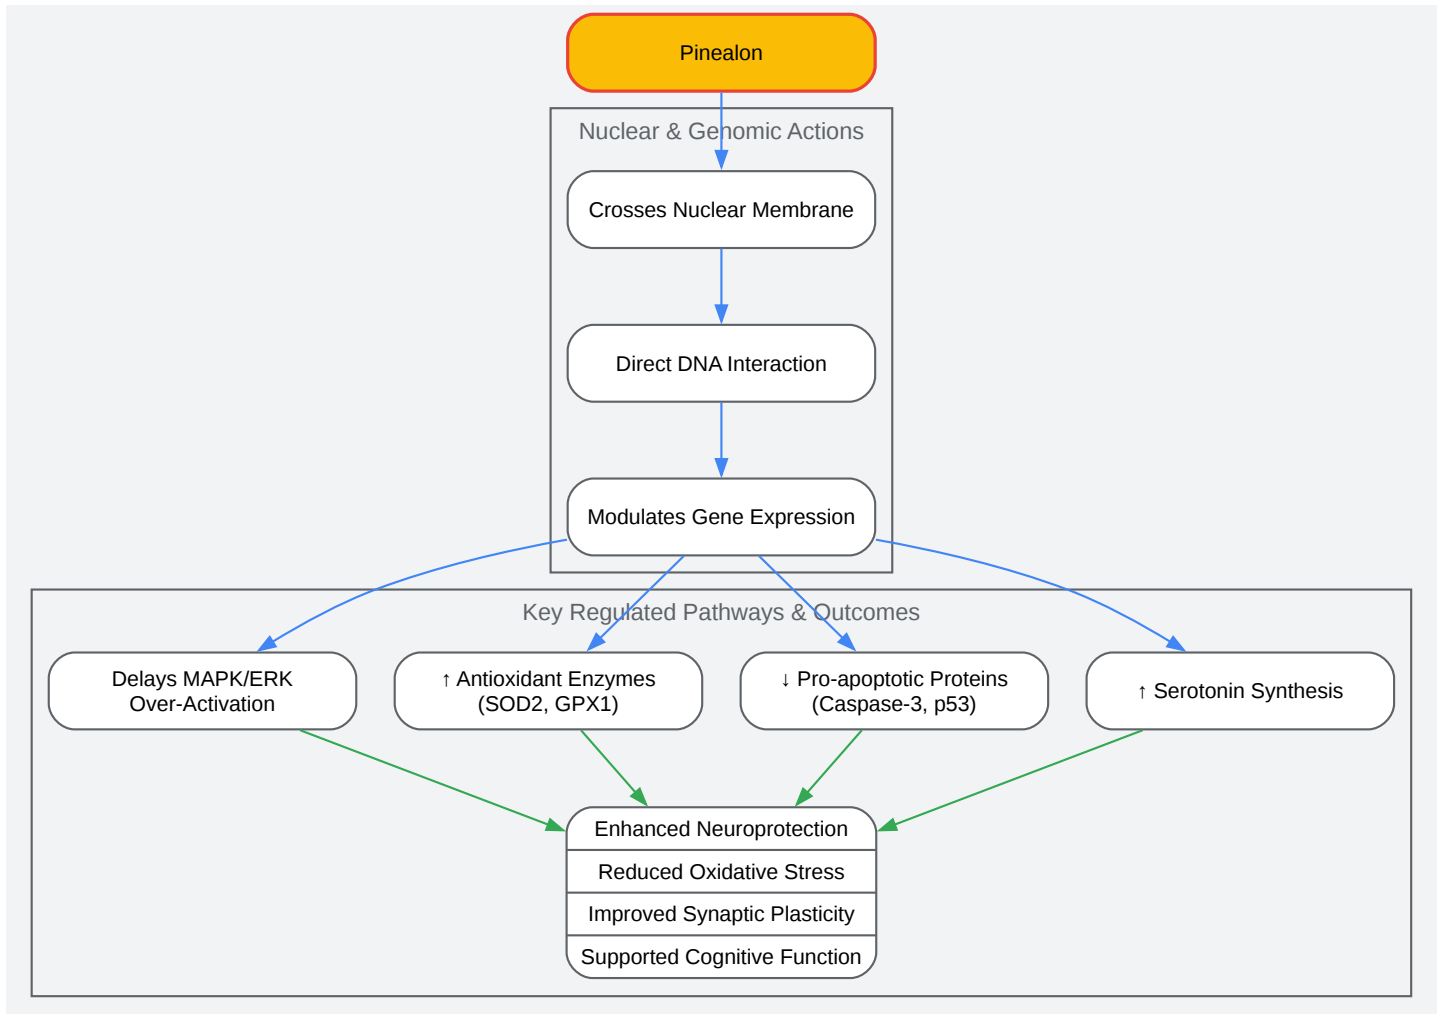 Pinealon
Nuclear & Genomic Actions
Crosses Nuclear Membrane
Direct DNA Interaction
Modulates Gene Expression
Key Regulated Pathways & Outcomes
Delays MAPK/ERK
Over-Activation
↑ Antioxidant Enzymes
(SOD2, GPX1)
↓ Pro-apoptotic Proteins
(Caspase-3, p53)
↑ Serotonin Synthesis
Enhanced Neuroprotection
Reduced Oxidative Stress
Improved Synaptic Plasticity
Supported Cognitive Function